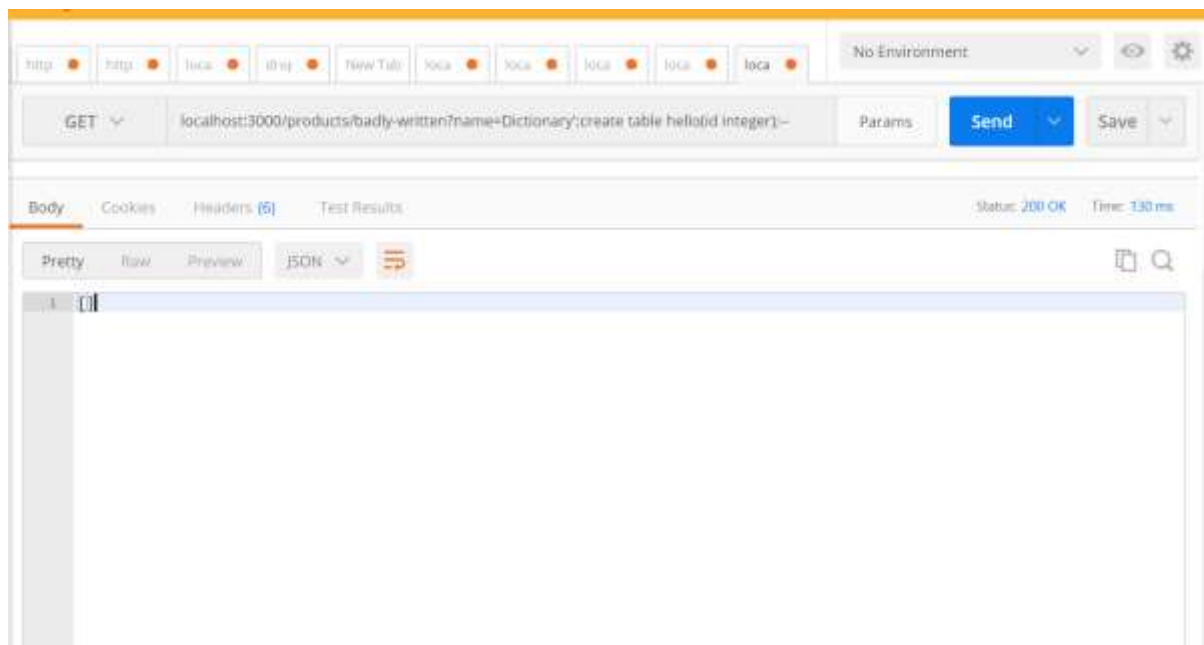 http http loca idraj New Tab loca loca loca loca loca No Environment
GET localhost:3000/products/badly-written?name=Dictionary';create table hello(id integer);-- Params Send Save
Body Cookies Headers (6) Test Results Status: 200 OK Time: 130 ms
Pretty Raw Preview JSON
1 []